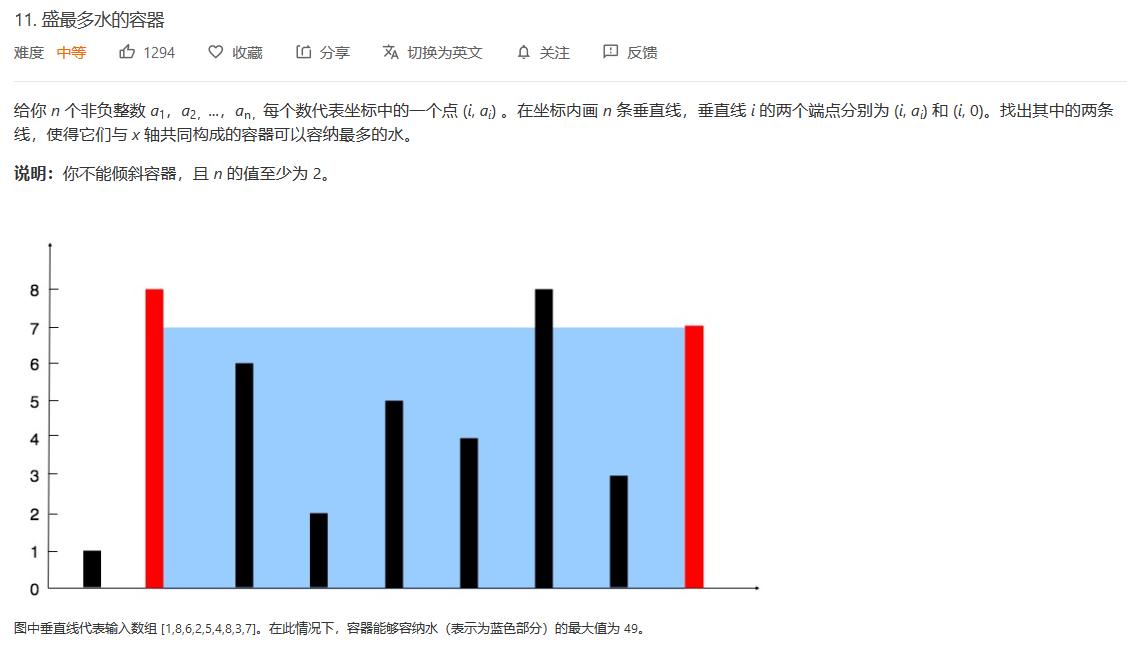 11. 盛最多水的容器
难度 中等 1294 收藏 分享 切换为英文 关注 反馈
给你 n 个非负整数 a1，a2，...，an，每个数代表坐标中的一个点 (i, ai) 。在坐标内画 n 条垂直线，垂直线 i 的两个端点分别为 (i, ai) 和 (i, 0)。找出其中的两条
线，使得它们与 x 轴共同构成的容器可以容纳最多的水。
说明：你不能倾斜容器，且 n 的值至少为 2。
8
7
6
5
4
3
2
1
0
图中垂直线代表输入数组 [1,8,6,2,5,4,8,3,7]。在此情况下，容器能够容纳水（表示为蓝色部分）的最大值为 49。